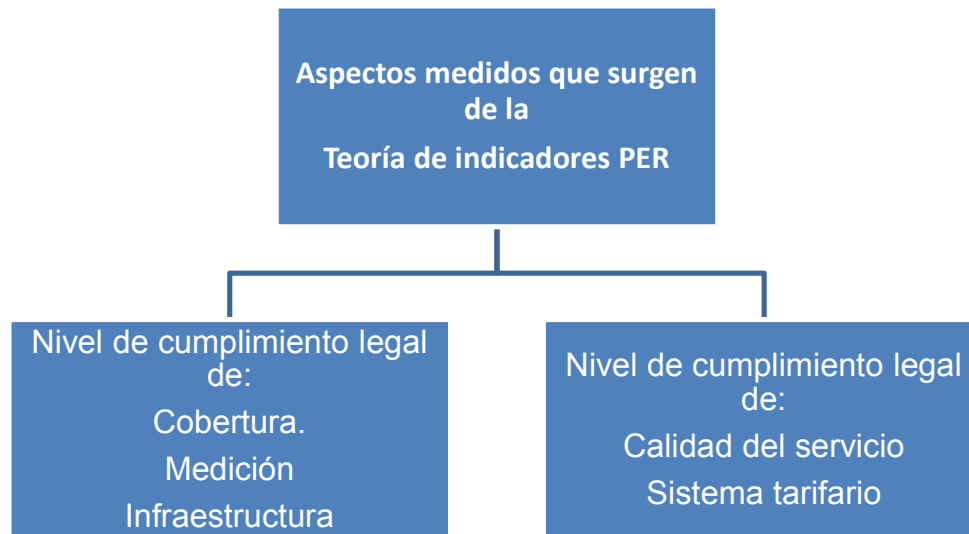 Aspectos medidos que surgen
de la
Teoría de indicadores PER
Nivel de cumplimiento legal
de:
Cobertura.
Medición
Infraestructura
Nivel de cumplimiento legal
de:
Calidad del servicio
Sistema tarifario